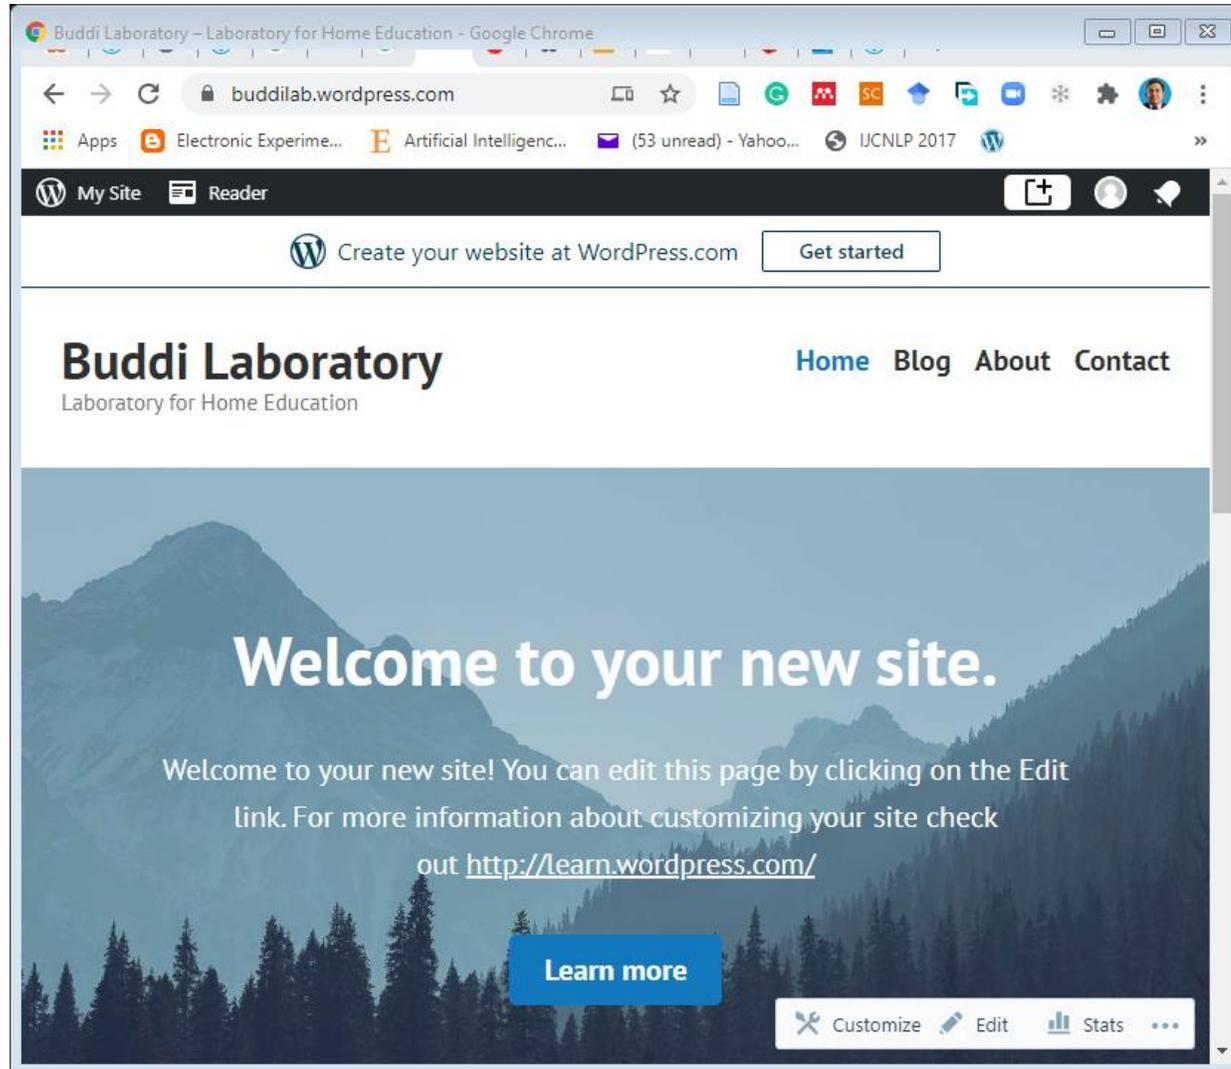 Buddi Laboratory – Laboratory for Home Education - Google Chrome
buddilab.wordpress.com
Apps Electronic Experime... Artificial Intelligenc... (53 unread) - Yahoo... IJCNLP 2017 »
My Site Reader
Create your website at WordPress.com Get started
Buddi Laboratory
Laboratory for Home Education
Home Blog About Contact
Welcome to your new site.
Welcome to your new site! You can edit this page by clicking on the Edit
link. For more information about customizing your site check
out http://learn.wordpress.com/
Learn more
Customize Edit Stats